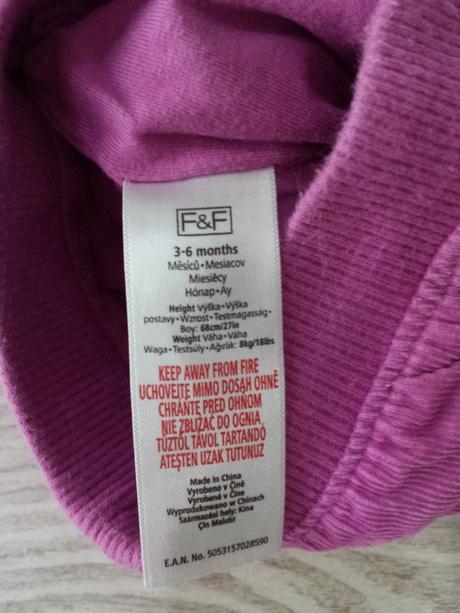 F&F
3-6 months
Měsíců • Mesiacov
Miesięcy
Hónap • Ay
Height Výška • Výška
postavy • Wzrost • Testmagasság •
Boy: 68cm/27in
Weight Váha • Váha
Waga • Testsúly • Ağırlık: 8kg/18lbs
KEEP AWAY FROM FIRE
UCHOVEJTE MIMO DOSAH OHNĚ
CHRÁŇTE PRED OHŇOM
NIE ZBLIŻAĆ DO OGNIA
TŰZTŐL TÁVOL TARTANDÓ
ATEŞTEN UZAK TUTUNUZ
Made in China
Vyrobeno v Číně
Vyrobené v Číne
Wyprodukowano w Chinach
Származási hely: Kína
Çin Malıdır
E.A.N. No. 5053157028590